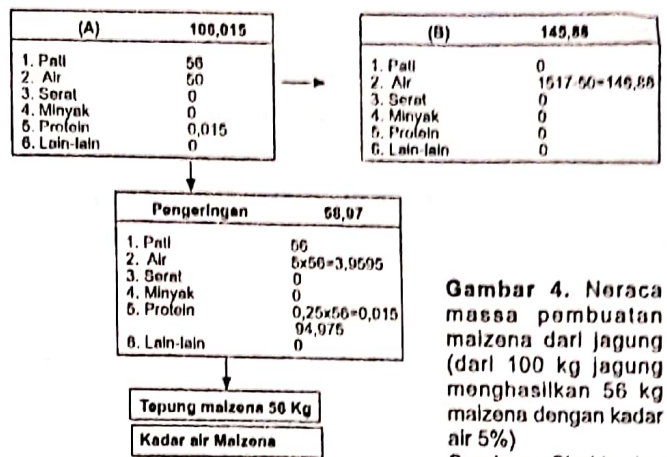 (A) 100,015
1. Pati 56
2. Air 50
3. Serat 0
4. Minyak 0
5. Protein 0,015
6. Lain-lain 0
(B) 145,88
1. Pati 0
2. Air 1517-50=146,88
3. Serat 0
4. Minyak 0
5. Protein 0
6. Lain-lain 0
Pengeringan 58,97
1. Pati 56
2. Air 5x56=3,9595
3. Serat 0
4. Minyak 0
5. Protein 0,25x56=0,015
94,975
6. Lain-lain 0
Tepung maizena 56 Kg
Kadar air Maizena
Gambar 4. Neraca
massa pembuatan
maizena dari jagung
(dari 100 kg jagung
menghasilkan 56 kg
maizena dengan kadar
air 5%)